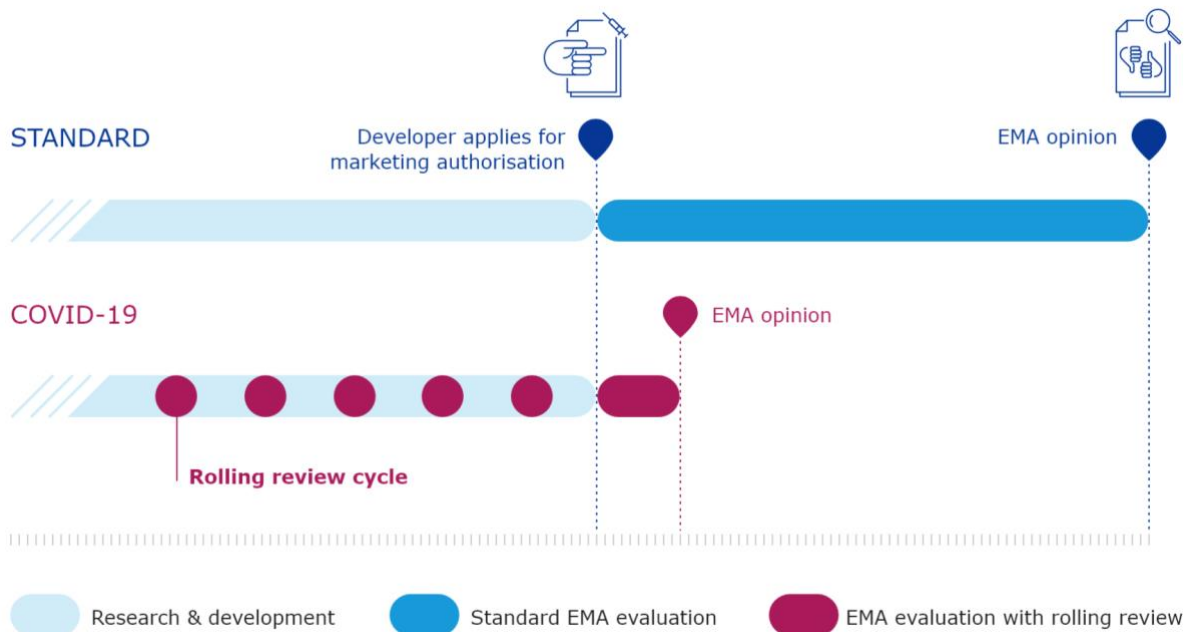 STANDARD
Developer applies for
marketing authorisation
EMA opinion
COVID-19
EMA opinion
Rolling review cycle
Research & development
Standard EMA evaluation
EMA evaluation with rolling review